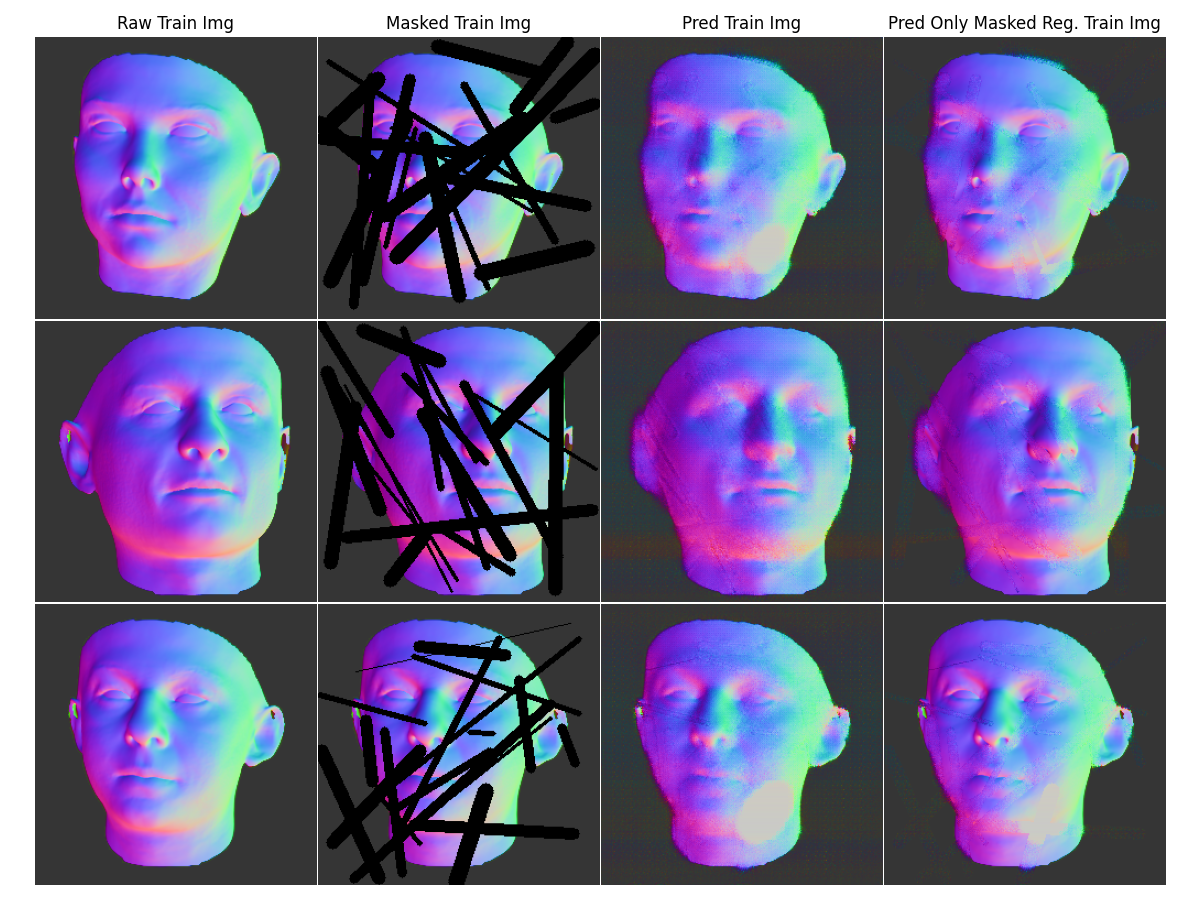 Raw Train Img
Masked Train Img
Pred Train Img
Pred Only Masked Reg. Train Img